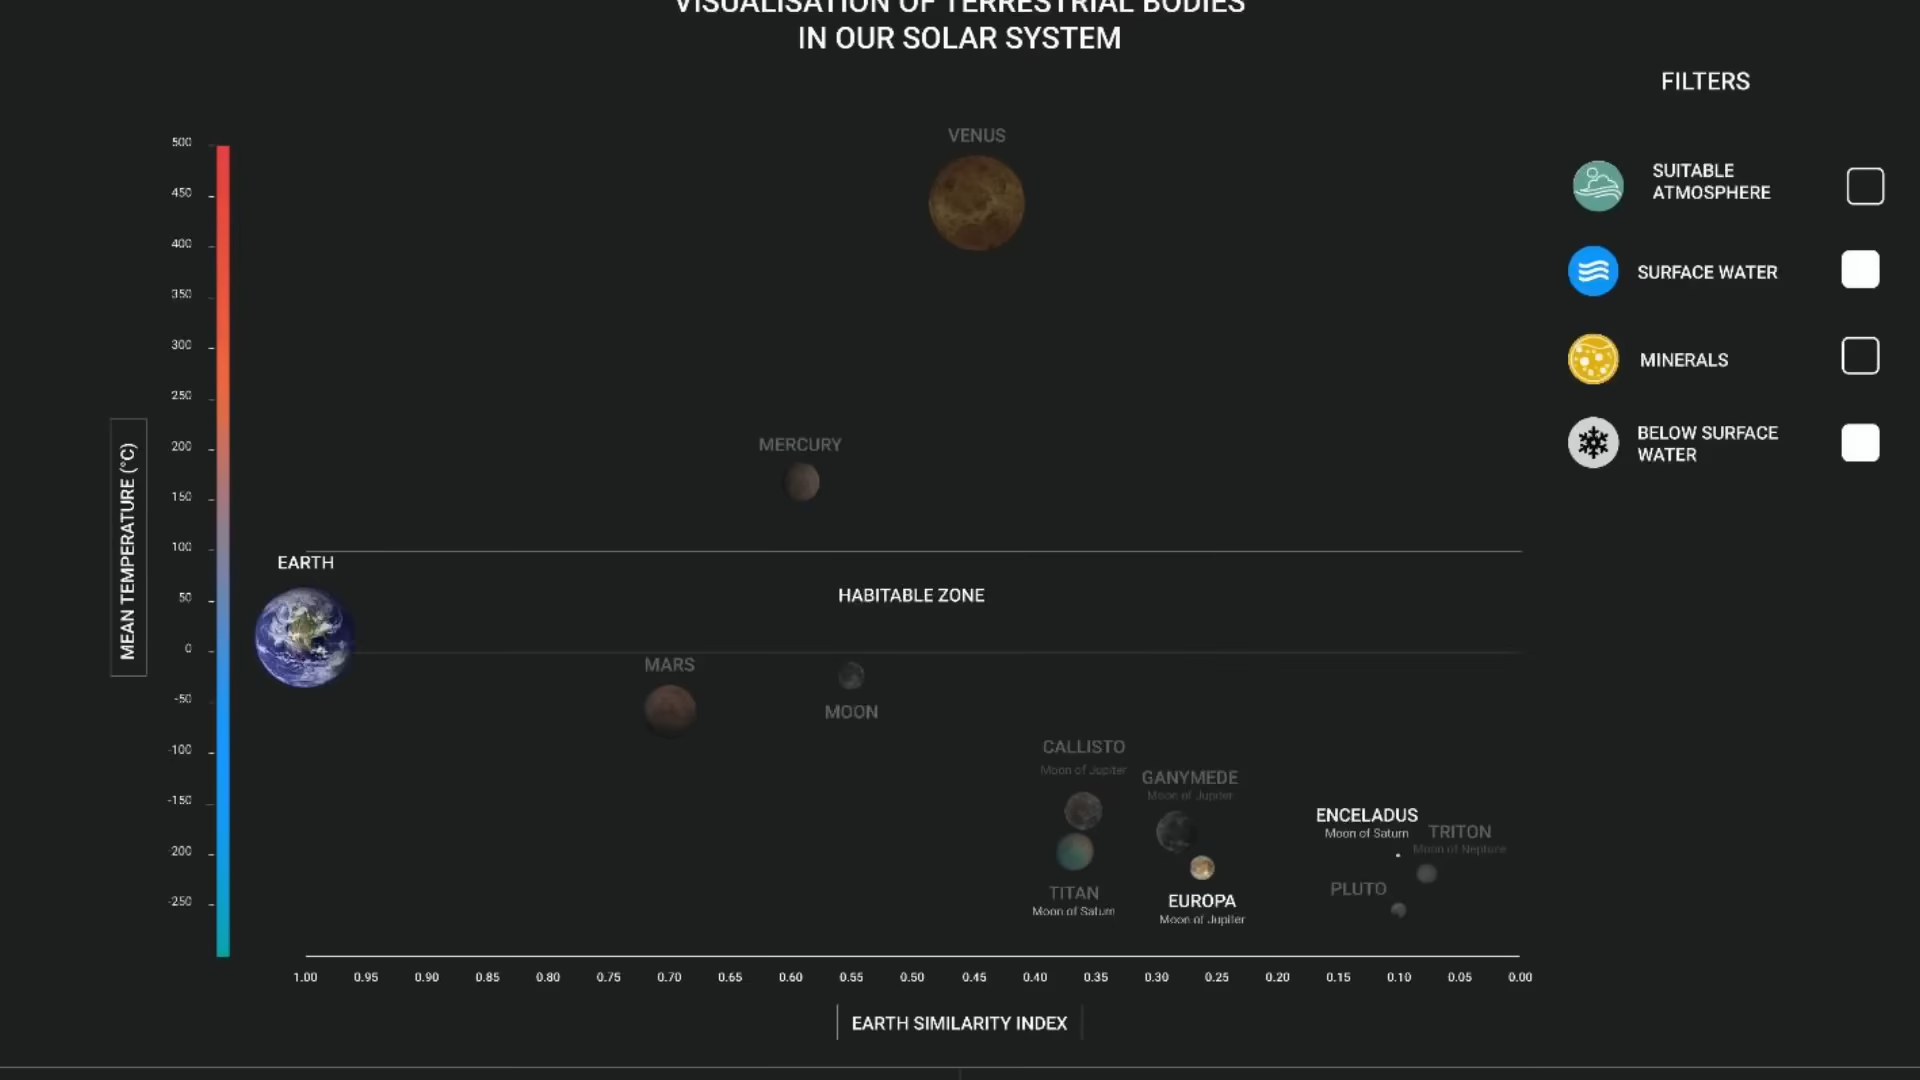 VISUALISATION OF TERRESTRIAL BODIES
IN OUR SOLAR SYSTEM
FILTERS
SUITABLE
ATMOSPHERE
SURFACE WATER
MINERALS
BELOW SURFACE
WATER
MEAN TEMPERATURE (°C)
500
450
400
350
300
250
200
150
100
50
0
-50
-100
-150
-200
-250
VENUS
MERCURY
EARTH
HABITABLE ZONE
MARS
MOON
CALLISTO
Moon of Jupiter
GANYMEDE
Moon of Jupiter
TITAN
Moon of Saturn
EUROPA
Moon of Jupiter
ENCELADUS
Moon of Saturn
TRITON
Moon of Neptune
PLUTO
1.00 0.95 0.90 0.85 0.80 0.75 0.70 0.65 0.60 0.55 0.50 0.45 0.40 0.35 0.30 0.25 0.20 0.15 0.10 0.05 0.00
EARTH SIMILARITY INDEX